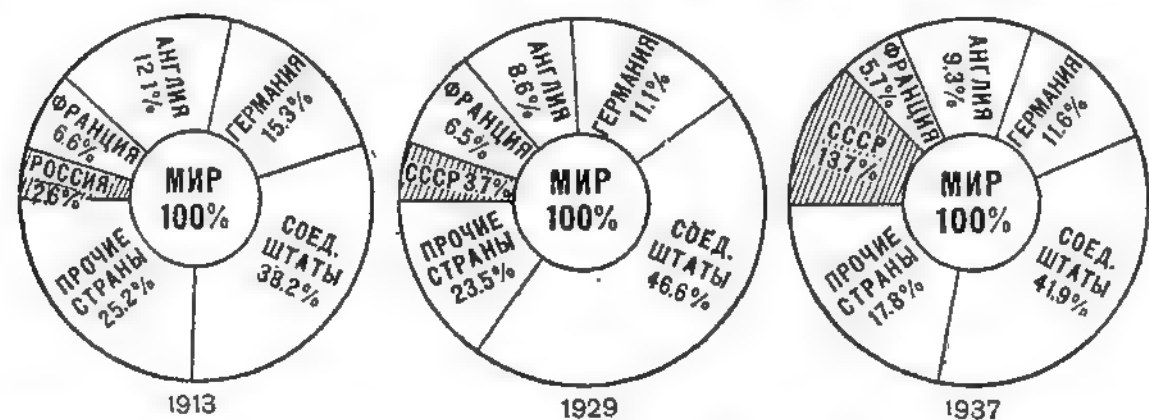 АНГЛИЯ
12.1%
ГЕРМАНИЯ
15.3%
ФРАНЦИЯ
6.6%
РОССИЯ
2.6%
МИР
100%
СОЕД.
ШТАТЫ
38.2%
ПРОЧИЕ
СТРАНЫ
25.2%
1913
АНГЛИЯ
8.6%
ГЕРМАНИЯ
11.1%
ФРАНЦИЯ
6.5%
СССР 3.7%
МИР
100%
СОЕД.
ШТАТЫ
46.6%
ПРОЧИЕ
СТРАНЫ
23.5%
1929
ФРАНЦИЯ
5.7%
АНГЛИЯ
9.3%
ГЕРМАНИЯ
11.6%
СССР
13.7%
МИР
100%
СОЕД.
ШТАТЫ
41.9%
ПРОЧИЕ
СТРАНЫ
17.8%
1937